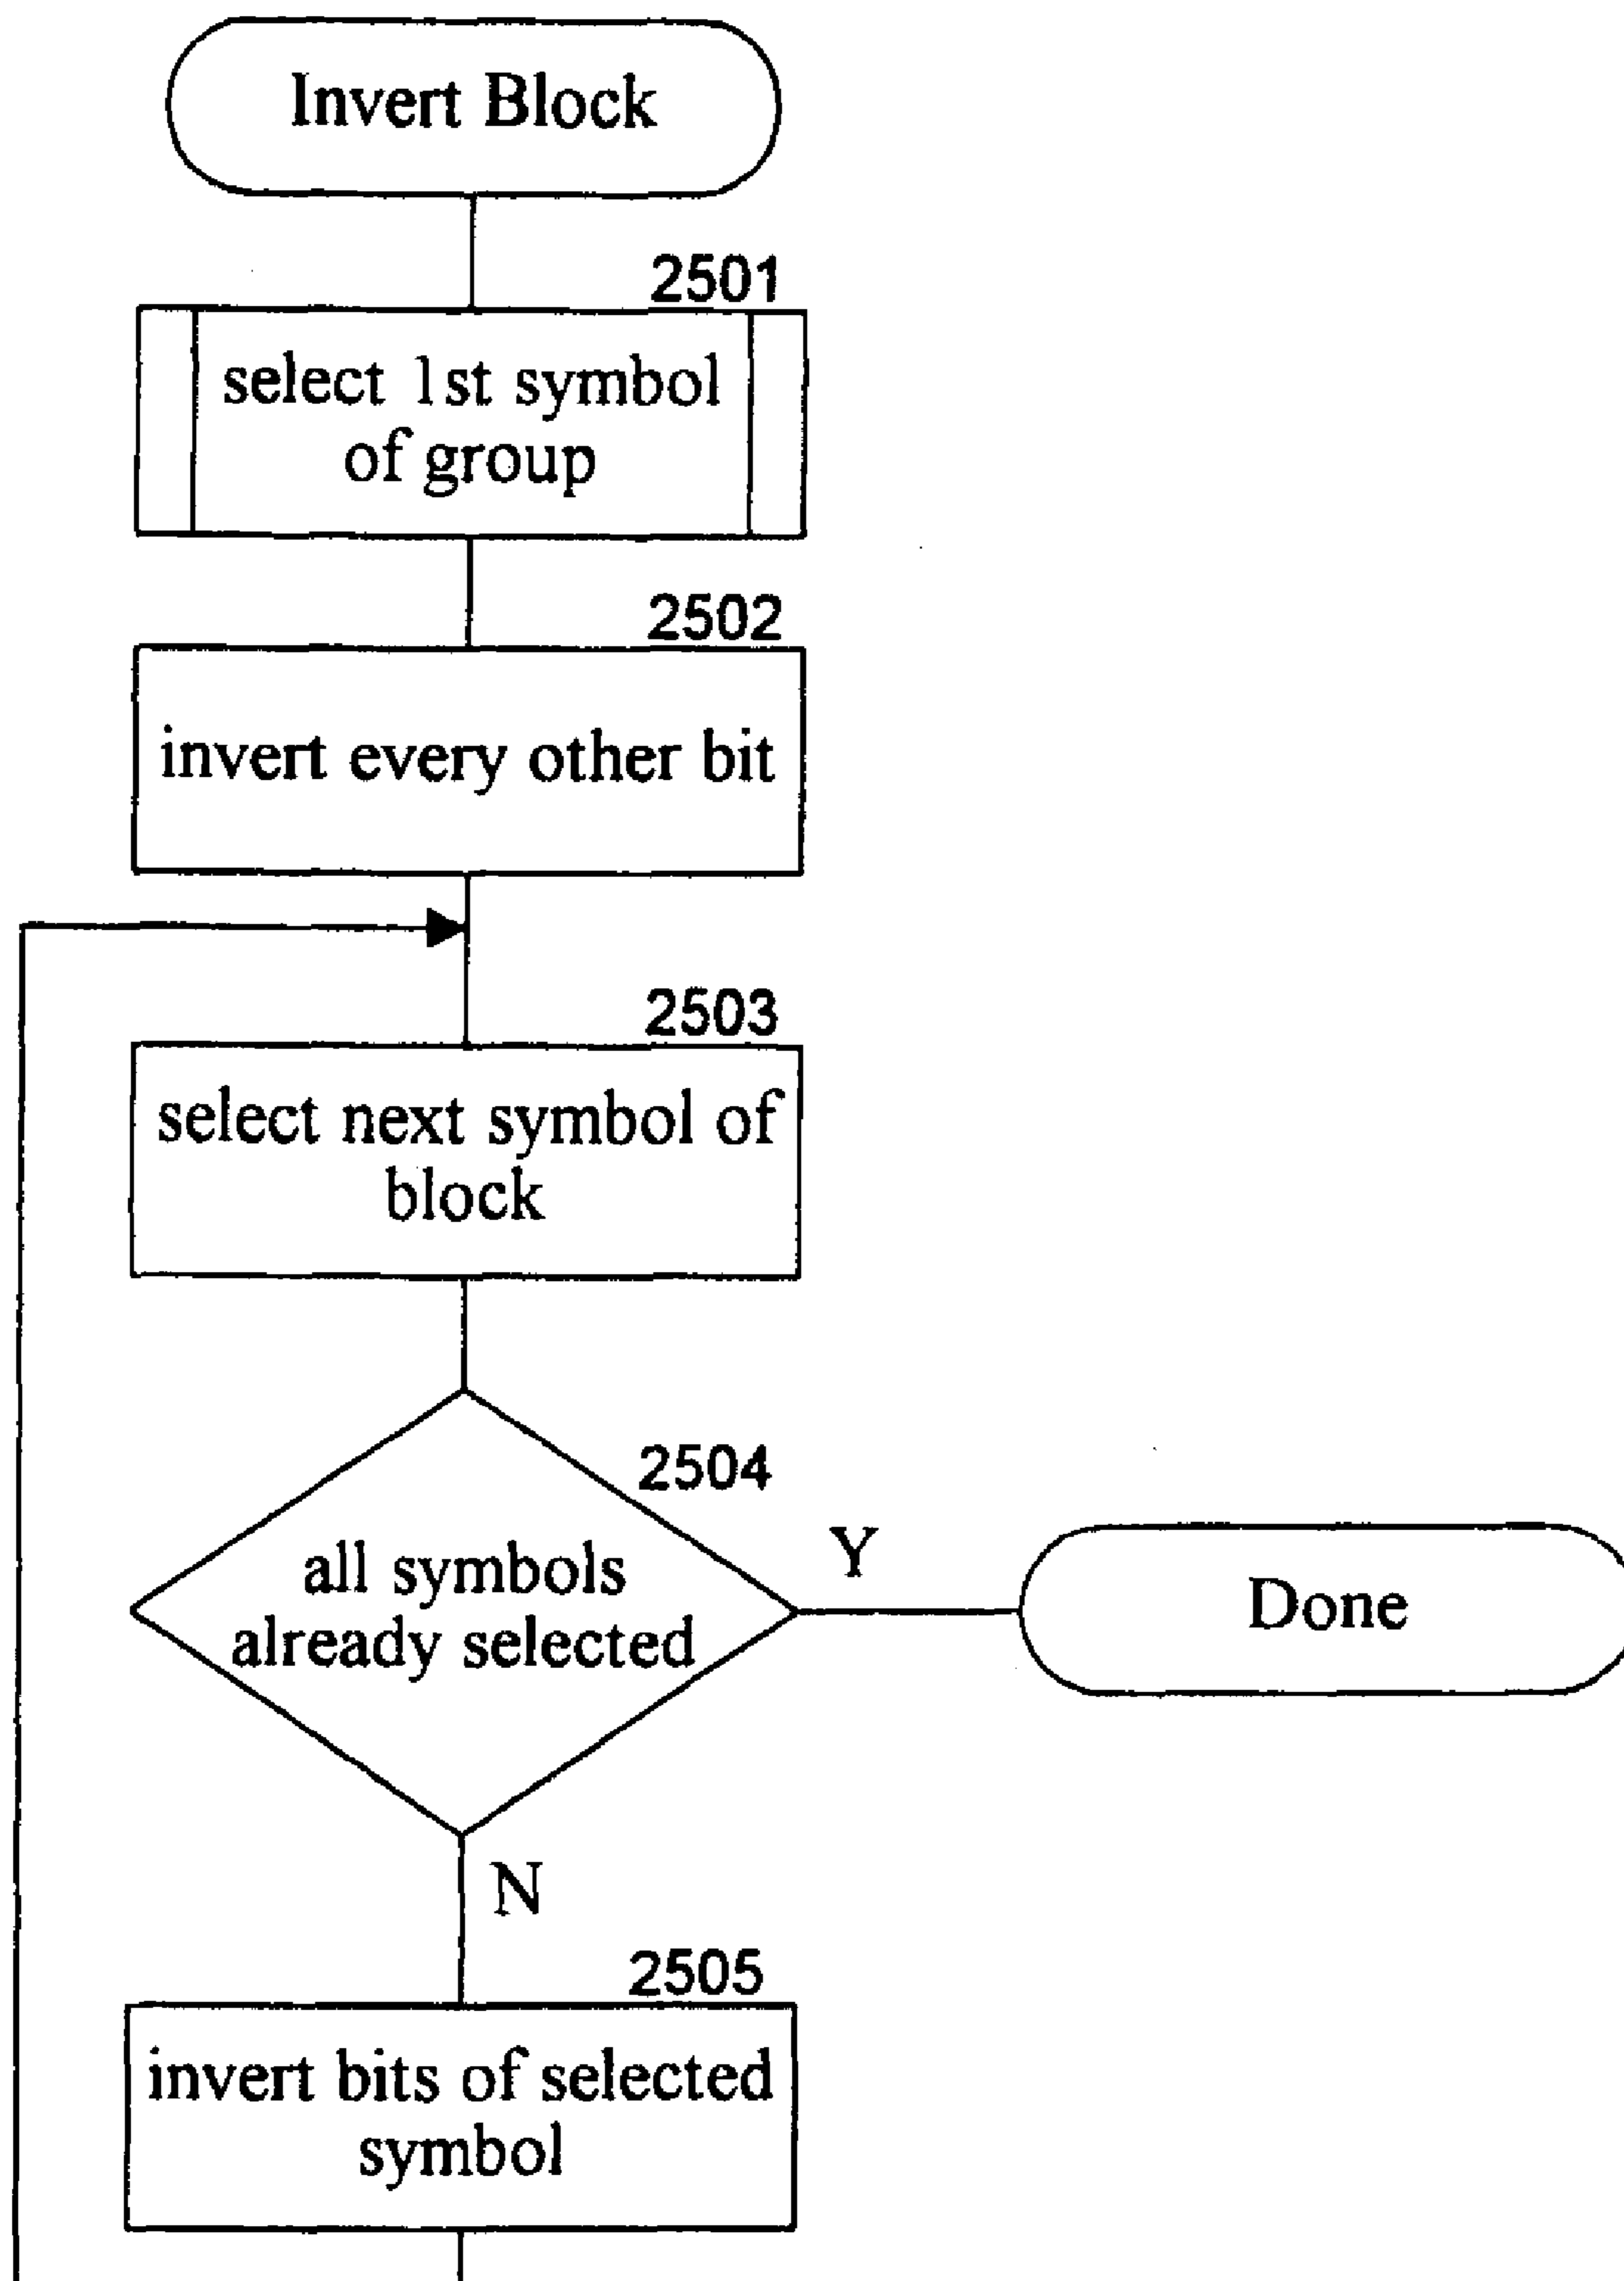 Invert Block
2501
select 1st symbol
of group
2502
invert every other bit
2503
select next symbol of
block
2504
all symbols
already selected
Y
Done
N
2505
invert bits of selected
symbol